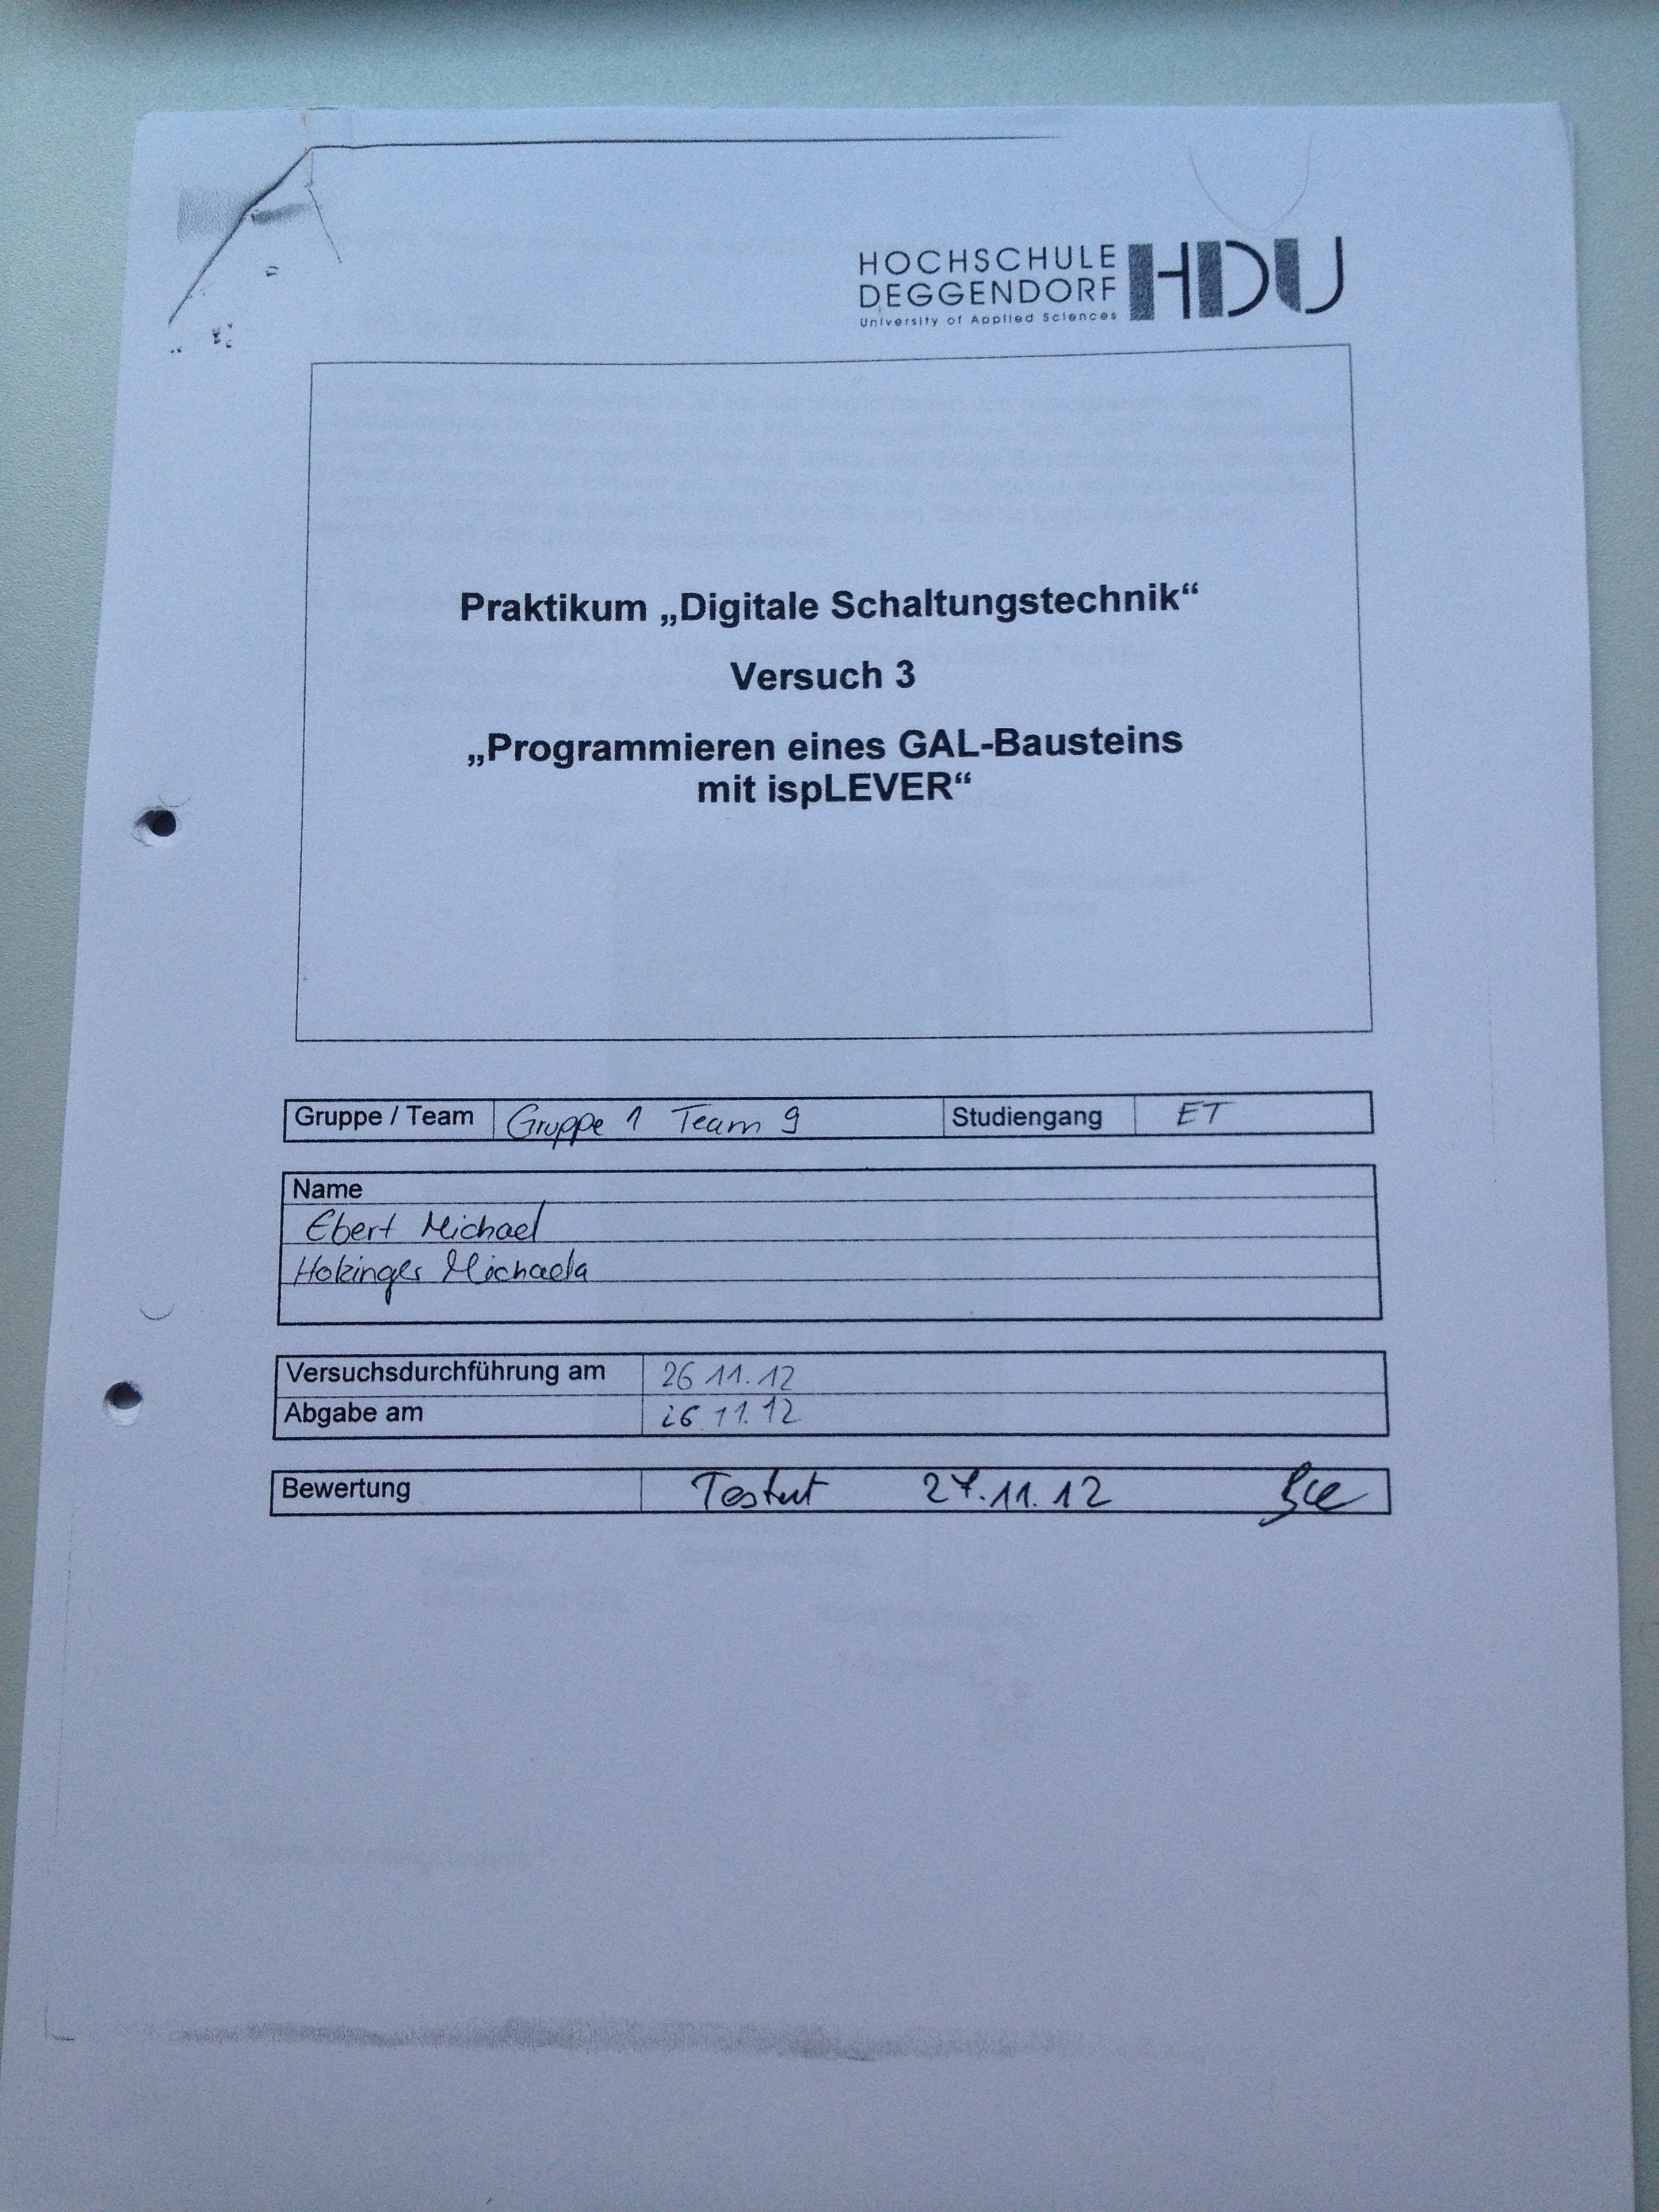 HOCHSCHULE
DEGGENDORF
University of Applied Sciences
HDU
Praktikum „Digitale Schaltungstechnik“
Versuch 3
„Programmieren eines GAL-Bausteins
mit ispLEVER“
Gruppe / Team Gruppe 1 Team 9 Studiengang ET
Name
Ebert Michael
Michaela
Versuchsdurchführung am 26 11.12
Abgabe am 26.11.12
Bewertung Testat 27.11.12